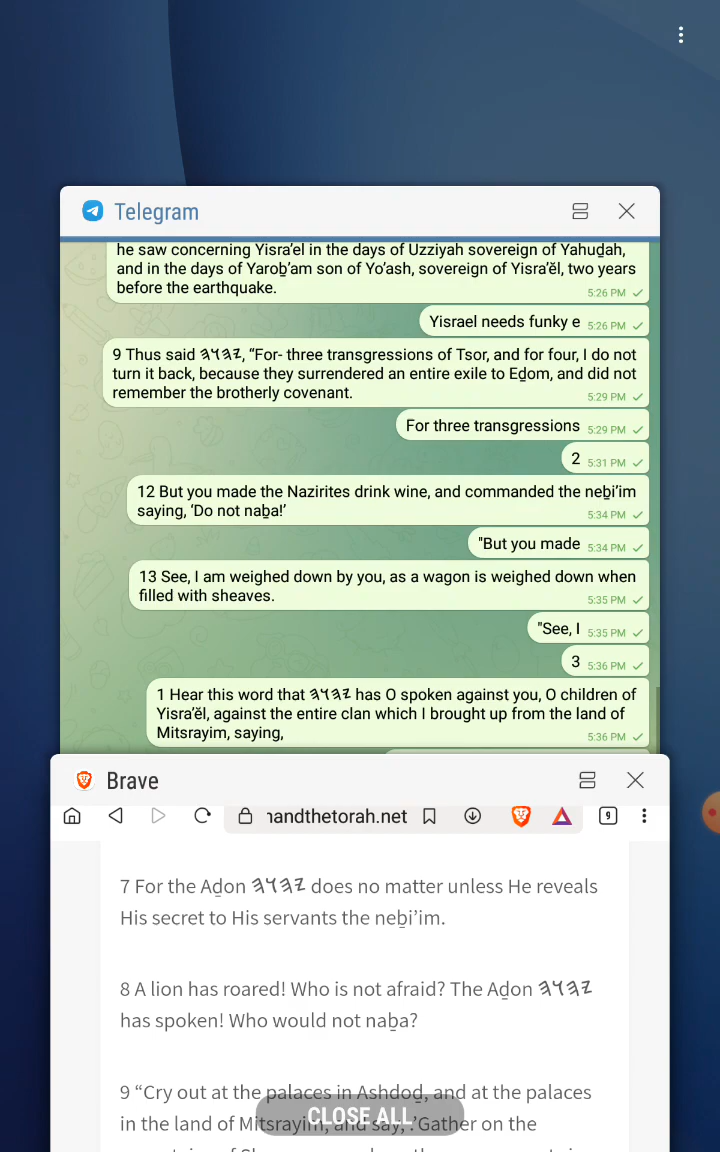 Telegram
he saw concerning Yisra’el in the days of Uzziyah sovereign of Yahuḏah,
and in the days of Yaroḇ’am son of Yo’ash, sovereign of Yisra’ĕl, two years
before the earthquake.
5:26 PM
Yisrael needs funky e 5:26 PM
9 Thus said 𐤉𐤄𐤅𐤄, “For- three transgressions of Tsor, and for four, I do not
turn it back, because they surrendered an entire exile to Eḏom, and did not
remember the brotherly covenant.
5:29 PM
For three transgressions 5:29 PM
2 5:31 PM
12 But you made the Nazirites drink wine, and commanded the neḇi’im
saying, ‘Do not naḇa!’
5:34 PM
"But you made 5:34 PM
13 See, I am weighed down by you, as a wagon is weighed down when
filled with sheaves.
5:35 PM
"See, I 5:35 PM
3 5:36 PM
1 Hear this word that 𐤉𐤄𐤅𐤄 has O spoken against you, O children of
Yisra’ĕl, against the entire clan which I brought up from the land of
Mitsrayim, saying,
5:36 PM
Brave
andthetorah.net
9
7 For the Aḏon 𐤉𐤄𐤅𐤄 does no matter unless He reveals
His secret to His servants the neḇi’im.
8 A lion has roared! Who is not afraid? The Aḏon 𐤉𐤄𐤅𐤄
has spoken! Who would not naḇa?
9 “Cry out at the palaces in Ashdoḏ, and at the palaces
in the land of Mitsrayim, and say, ‘Gather on the
CLOSE ALL